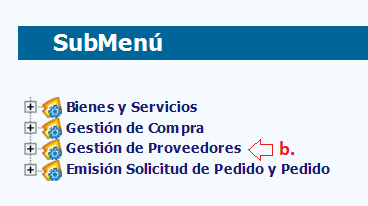 SubMenú
Bienes y Servicios
Gestión de Compra
Gestión de Proveedores b.
Emisión Solicitud de Pedido y Pedido